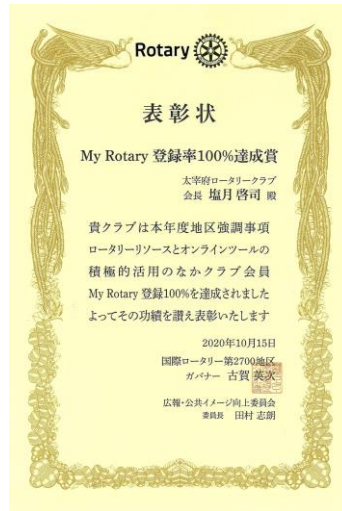 Rotary
表彰状
My Rotary 登録率100%達成賞
太宰府ロータリークラブ
会長 塩月啓司 殿
貴クラブは本年度地区強調事項
ロータリーリソースとオンラインツールの
積極的活用のなかクラブ会員
My Rotary 登録100%を達成されました
よってその功績を讃え表彰いたします
2020年10月15日
国際ロータリー第2700地区
ガバナー 古賀 英次
広報・公共イメージ向上委員会
委員長 田村 志朗